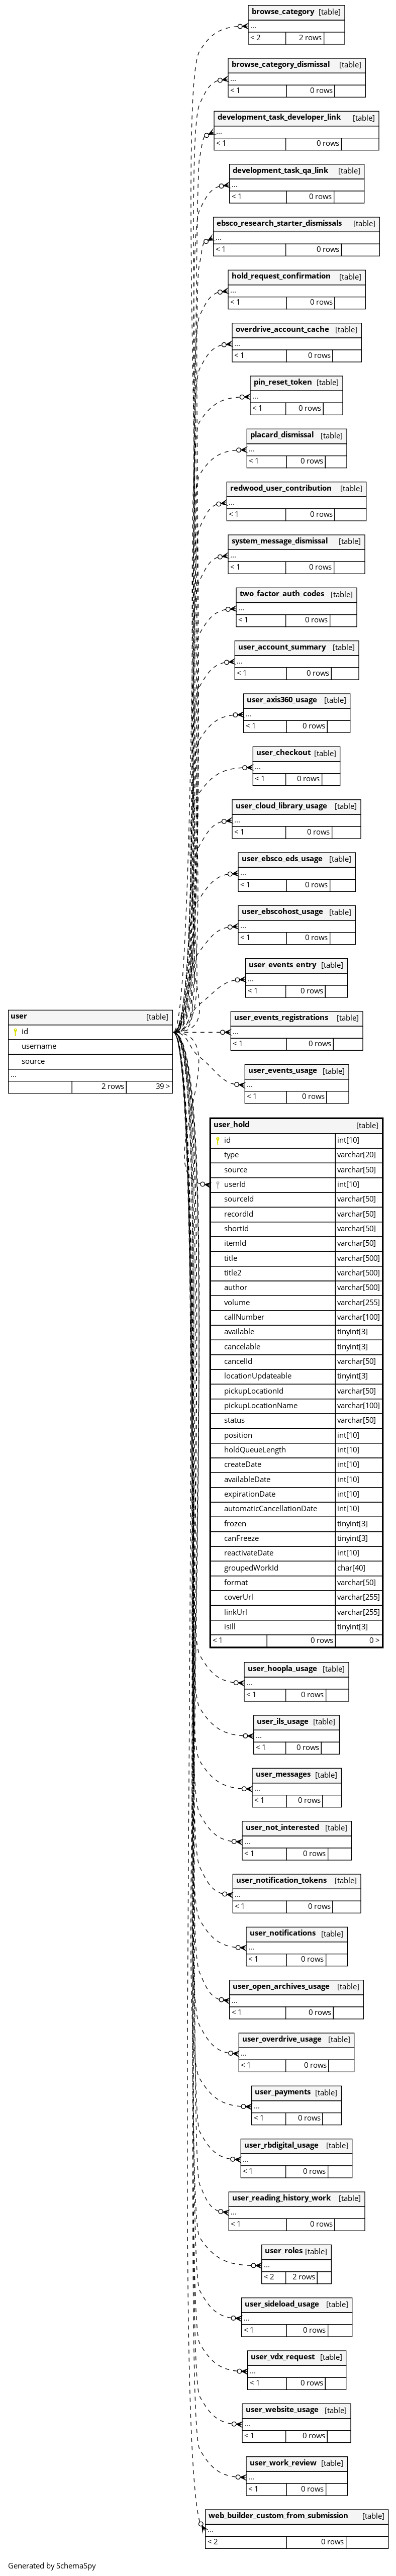 browse_category [table]
...
< 2 2 rows
browse_category_dismissal [table]
...
< 1 0 rows
development_task_developer_link [table]
...
< 1 0 rows
development_task_qa_link [table]
...
< 1 0 rows
ebsco_research_starter_dismissals [table]
...
< 1 0 rows
hold_request_confirmation [table]
...
< 1 0 rows
overdrive_account_cache [table]
...
< 1 0 rows
pin_reset_token [table]
...
< 1 0 rows
placard_dismissal [table]
...
< 1 0 rows
redwood_user_contribution [table]
...
< 1 0 rows
system_message_dismissal [table]
...
< 1 0 rows
two_factor_auth_codes [table]
...
< 1 0 rows
user_account_summary [table]
...
< 1 0 rows
user_axis360_usage [table]
...
< 1 0 rows
user_checkout [table]
...
< 1 0 rows
user_cloud_library_usage [table]
...
< 1 0 rows
user_ebsco_eds_usage [table]
...
< 1 0 rows
user_ebscohost_usage [table]
...
< 1 0 rows
user_events_entry [table]
...
< 1 0 rows
user [table]
id
username
source
...
2 rows 39 >
user_events_registrations [table]
...
< 1 0 rows
user_events_usage [table]
...
< 1 0 rows
user_hold [table]
id int[10]
type varchar[20]
source varchar[50]
userId int[10]
sourceId varchar[50]
recordId varchar[50]
shortId varchar[50]
itemId varchar[50]
title varchar[500]
title2 varchar[500]
author varchar[500]
volume varchar[255]
callNumber varchar[100]
available tinyint[3]
cancelable tinyint[3]
cancelId varchar[50]
locationUpdateable tinyint[3]
pickupLocationId varchar[50]
pickupLocationName varchar[100]
status varchar[50]
position int[10]
holdQueueLength int[10]
createDate int[10]
availableDate int[10]
expirationDate int[10]
automaticCancellationDate int[10]
frozen tinyint[3]
canFreeze tinyint[3]
reactivateDate int[10]
groupedWorkId char[40]
format varchar[50]
coverUrl varchar[255]
linkUrl varchar[255]
isIll tinyint[3]
< 1 0 rows 0 >
user_hoopla_usage [table]
...
< 1 0 rows
user_ils_usage [table]
...
< 1 0 rows
user_messages [table]
...
< 1 0 rows
user_not_interested [table]
...
< 1 0 rows
user_notification_tokens [table]
...
< 1 0 rows
user_notifications [table]
...
< 1 0 rows
user_open_archives_usage [table]
...
< 1 0 rows
user_overdrive_usage [table]
...
< 1 0 rows
user_payments [table]
...
< 1 0 rows
user_rbdigital_usage [table]
...
< 1 0 rows
user_reading_history_work [table]
...
< 1 0 rows
user_roles [table]
...
< 2 2 rows
user_sideload_usage [table]
...
< 1 0 rows
user_vdx_request [table]
...
< 1 0 rows
user_website_usage [table]
...
< 1 0 rows
user_work_review [table]
...
< 1 0 rows
web_builder_custom_from_submission [table]
...
< 2 0 rows
Generated by SchemaSpy